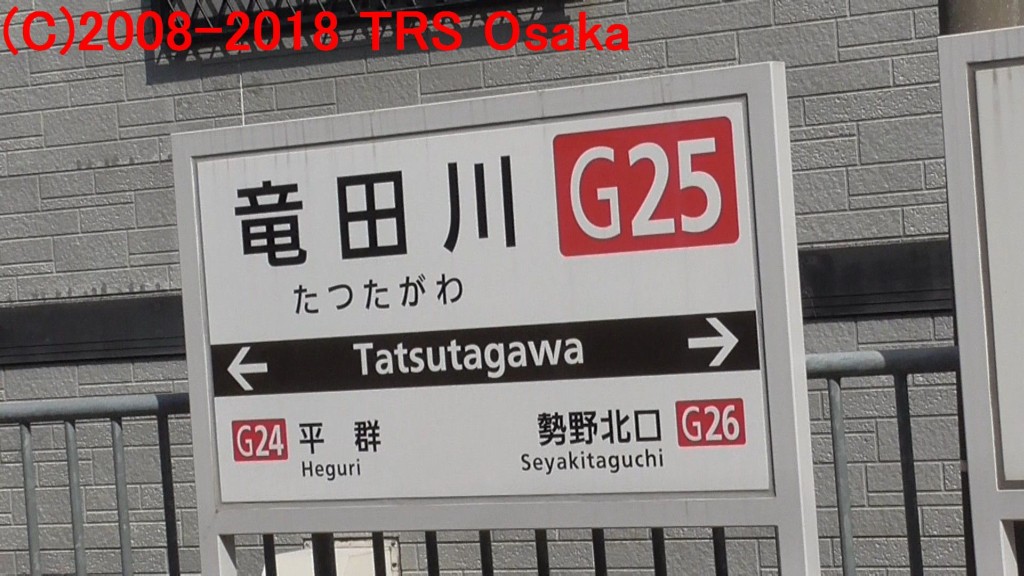 (C)2008-2018 TRS Osaka
竜田川 G25
たつたがわ
← Tatsutagawa →
G24 平群 勢野北口 G26
Heguri Seyakitaguchi